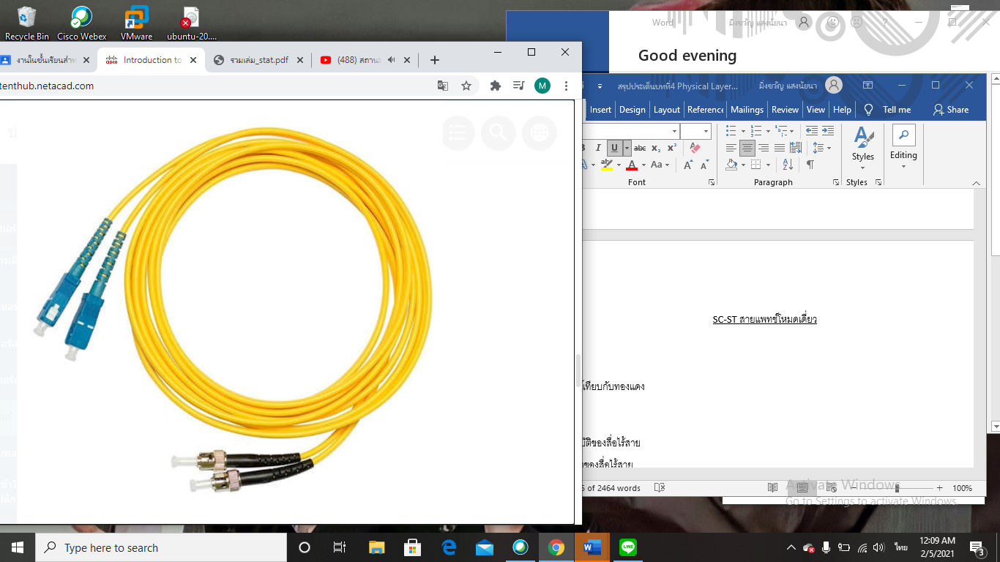 Recycle Bin
Cisco Webex
VMware
ubuntu-20....
Word
มิ่งขวัญ แสงนัยนา
?
Good evening
งานในชั้นเรียนสำห
Introduction to
รวมเล่ม_stat.pdf
(488) สถานะ
tenthub.netacad.com
M
สรุปประเด็นบทที่4 Physical Layer...
มิ่งขวัญ แสงนัยนา
Insert Design Layout Reference Mailings Review View Help Tell me Share
I U abc x₂ x²
A Aa A A
Font
Paragraph
Styles
Styles
Editing
SC-ST สายแพทช์โหมดเดี่ยว
เทียบกับทองแดง
บัติของสื่อไร้สาย
ของสื่อไร้สาย
of 2464 words
100%
Activate Windows
Go to Settings to activate Windows.
Type here to search
LINE
ไทย
12:09 AM
2/5/2021
3